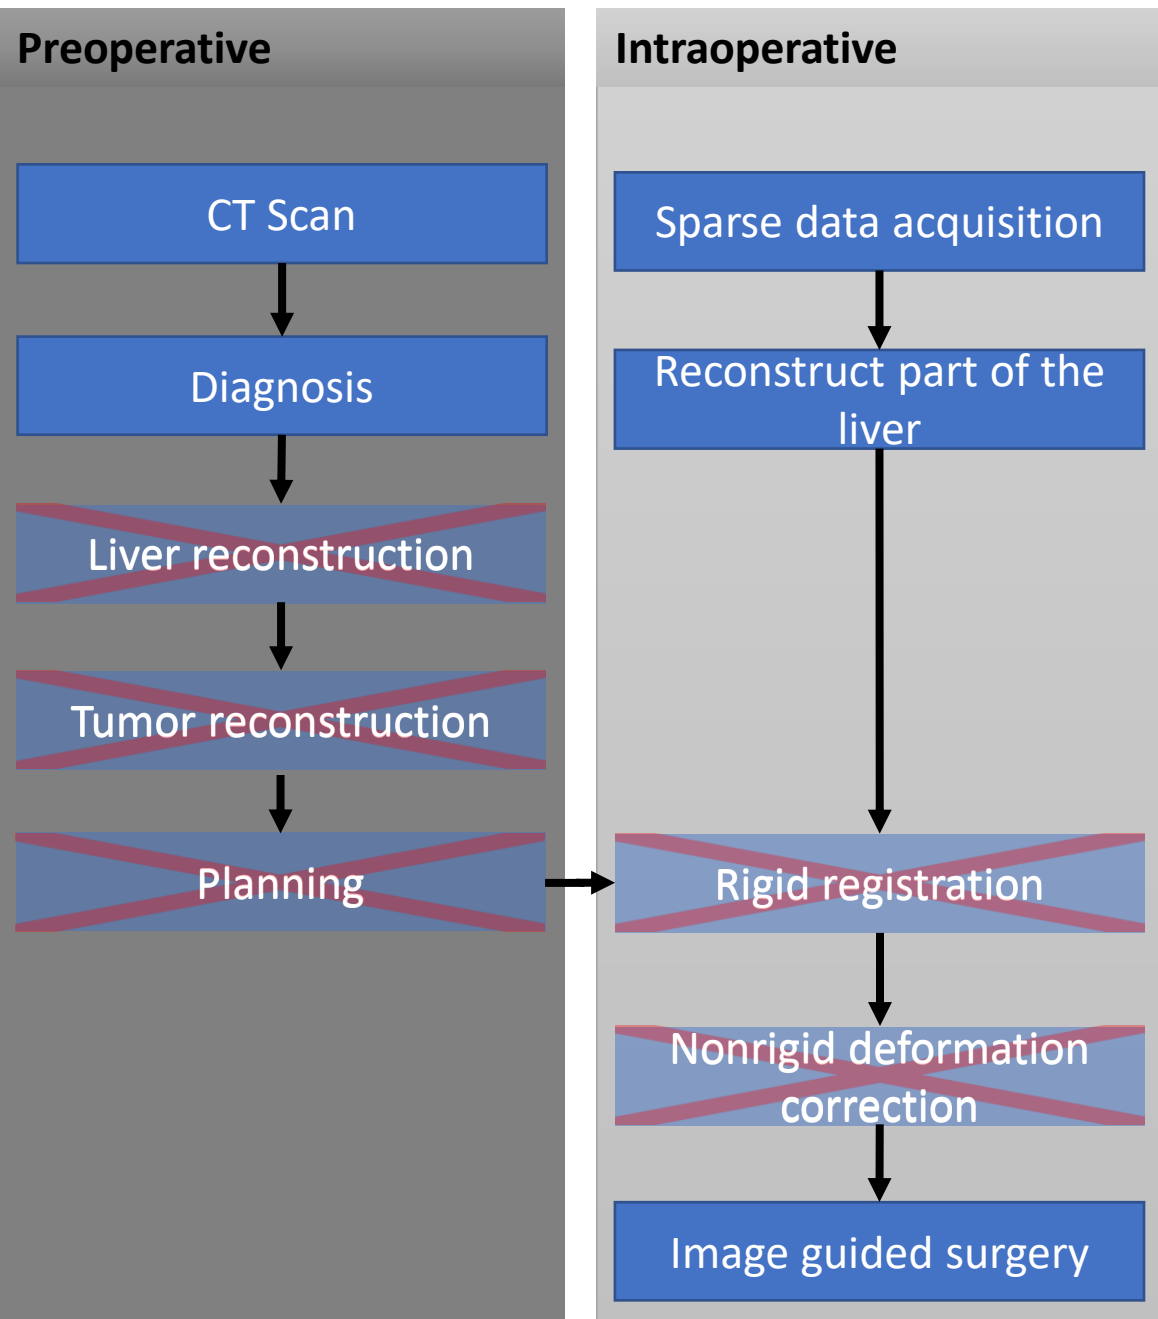 Preoperative
CT Scan
Diagnosis
Liver reconstruction
Tumor reconstruction
Planning
Intraoperative
Sparse data acquisition
Reconstruct part of the
liver
Rigid registration
Nonrigid deformation
correction
Image guided surgery